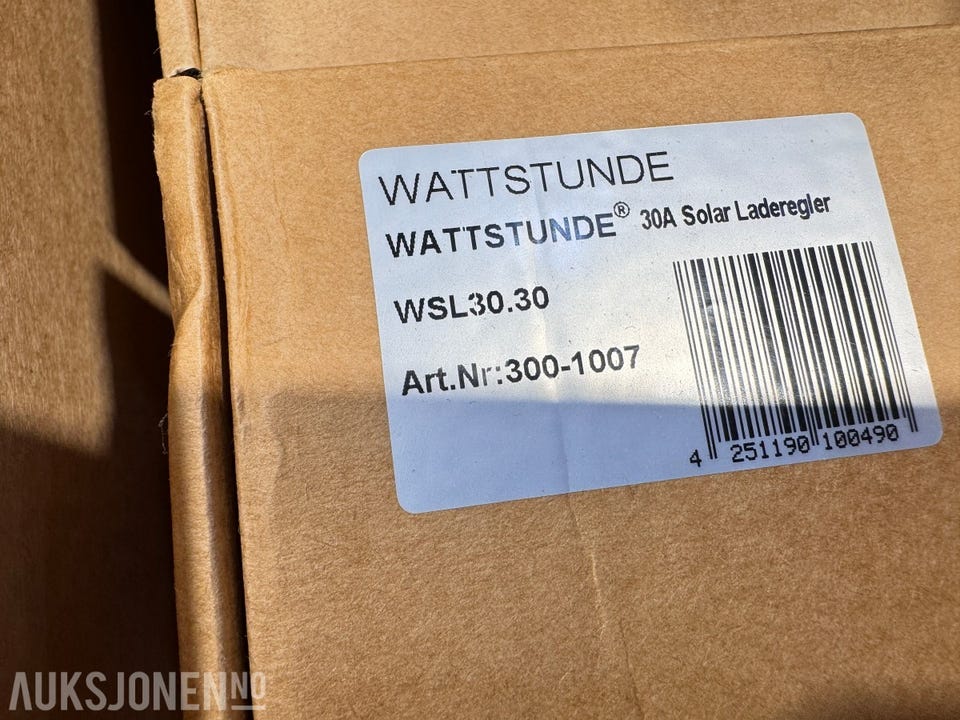 WATTSTUNDE
WATTSTUNDE® 30A Solar Laderegler
WSL30.30
Art.Nr:300-1007
4 251190 100490
AUKSJONEN NO